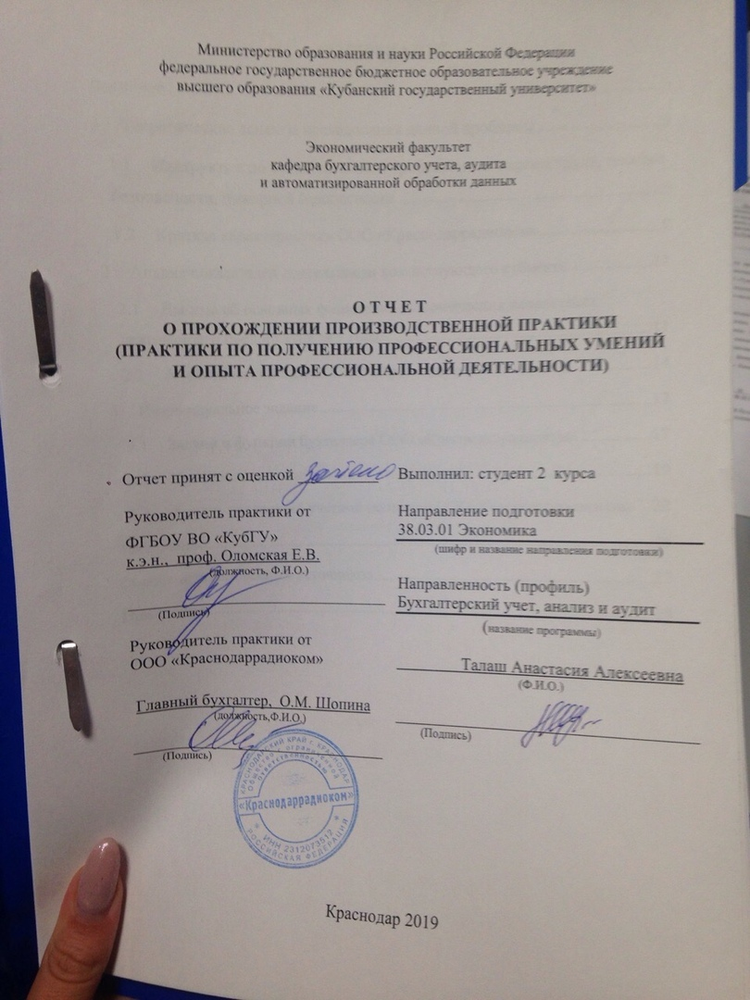 Министерство образования и науки Российской Федерации
федеральное государственное бюджетное образовательное учреждение
высшего образования «Кубанский государственный университет»
Экономический факультет
кафедра бухгалтерского учета, аудита
и автоматизированной обработки данных
О Т Ч Е Т
О ПРОХОЖДЕНИИ ПРОИЗВОДСТВЕННОЙ ПРАКТИКИ
(ПРАКТИКИ ПО ПОЛУЧЕНИЮ ПРОФЕССИОНАЛЬНЫХ УМЕНИЙ
И ОПЫТА ПРОФЕССИОНАЛЬНОЙ ДЕЯТЕЛЬНОСТИ)
Отчет принят с оценкой зачтено
Руководитель практики от
ФГБОУ ВО «КубГУ»
к.э.н., проф. Оломская Е.В.
(должность, Ф.И.О.)
(Подпись)
Руководитель практики от
ООО «Краснодаррадиоком»
Главный бухгалтер, О.М. Шопина
(должность,Ф.И.О.)
(Подпись)
Выполнил: студент 2 курса
Направление подготовки
38.03.01 Экономика
(шифр и название направления подготовки)
Направленность (профиль)
Бухгалтерский учет, анализ и аудит
(название программы)
Талаш Анастасия Алексеевна
(Ф.И.О.)
(Подпись)
КРАСНОДАРСКИЙ КРАЙ г. КРАСНОДАР
Общество с ограниченной
ответственностью
«Краснодаррадиоком»
ИНН 2312073512
РОССИЙСКАЯ ФЕДЕРАЦИЯ
Краснодар 2019